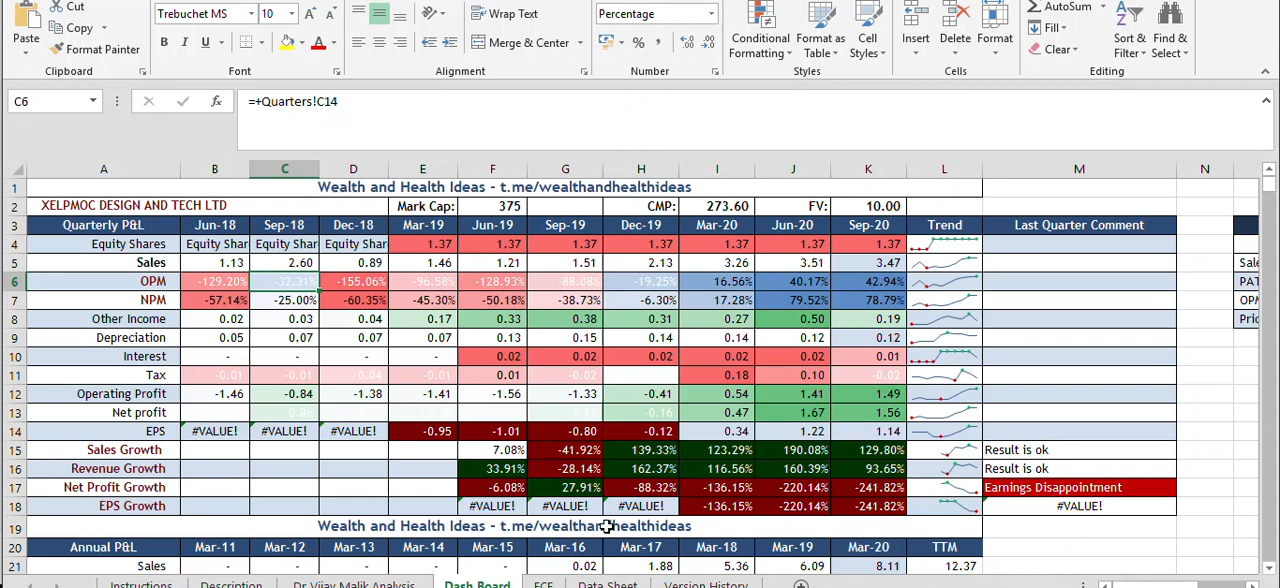 Cut
Copy
Paste
Format Painter
Clipboard
Trebuchet MS 10
B I U
Font
Wrap Text
Merge & Center
Alignment
Percentage
Number
Conditional Formatting
Format as Table
Cell Styles
Styles
Insert Delete Format
Cells
AutoSum
Fill
Clear
Sort & Filter
Find & Select
Editing
C6 fx =+Quarters!C14
A B C D E F G H I J K L M N
1 Wealth and Health Ideas - t.me/wealthandhealthideas
2 XELPMOC DESIGN AND TECH LTD Mark Cap: 375 CMP: 273.60 FV: 10.00
3 Quarterly P&L Jun-18 Sep-18 Dec-18 Mar-19 Jun-19 Sep-19 Dec-19 Mar-20 Jun-20 Sep-20 Trend Last Quarter Comment
4 Equity Shares Equity Shar Equity Shar Equity Shar 1.37 1.37 1.37 1.37 1.37 1.37 1.37
5 Sales 1.13 2.60 0.89 1.46 1.21 1.51 2.13 3.26 3.51 3.47 Sale
6 OPM -129.20% -32.31% -155.06% -96.58% -128.93% -88.08% -19.25% 16.56% 40.17% 42.94% PAT
7 NPM -57.14% -25.00% -60.35% -45.30% -50.18% -38.73% -6.30% 17.28% 79.52% 78.79% OPM
8 Other Income 0.02 0.03 0.04 0.17 0.33 0.38 0.31 0.27 0.50 0.19 Pric
9 Depreciation 0.05 0.07 0.07 0.07 0.13 0.15 0.14 0.14 0.12 0.12
10 Interest - - - - 0.02 0.02 0.02 0.02 0.02 0.01
11 Tax -0.01 -0.01 -0.04 -0.01 0.01 -0.02 0.18 0.10 -0.02
12 Operating Profit -1.46 -0.84 -1.38 -1.41 -1.56 -1.33 -0.41 0.54 1.41 1.49
13 Net profit -0.86 -0.16 0.47 1.67 1.56
14 EPS #VALUE! #VALUE! #VALUE! -0.95 -1.01 -0.80 -0.12 0.34 1.22 1.14
15 Sales Growth 7.08% -41.92% 139.33% 123.29% 190.08% 129.80% Result is ok
16 Revenue Growth 33.91% -28.14% 162.37% 116.56% 160.39% 93.65% Result is ok
17 Net Profit Growth -6.08% 27.91% -88.32% -136.15% -220.14% -241.82% Earnings Disappointment
18 EPS Growth #VALUE! #VALUE! #VALUE! -136.15% -220.14% -241.82% #VALUE!
19 Wealth and Health Ideas - t.me/wealthandhealthideas
20 Annual P&L Mar-11 Mar-12 Mar-13 Mar-14 Mar-15 Mar-16 Mar-17 Mar-18 Mar-19 Mar-20 TTM
21 Sales - - - - - 0.02 1.88 5.36 6.09 8.11 12.37
Instructions Description Dr Vijay Malik Analysis Dash Board FCF Data Sheet Version History